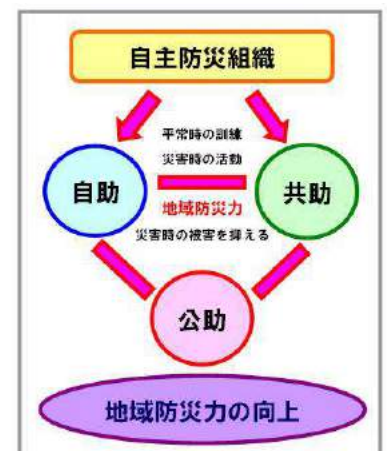 自主防災組織
平常時の訓練
災害時の活動
自助
共助
地域防災力
災害時の被害を抑える
公助
地域防災力の向上